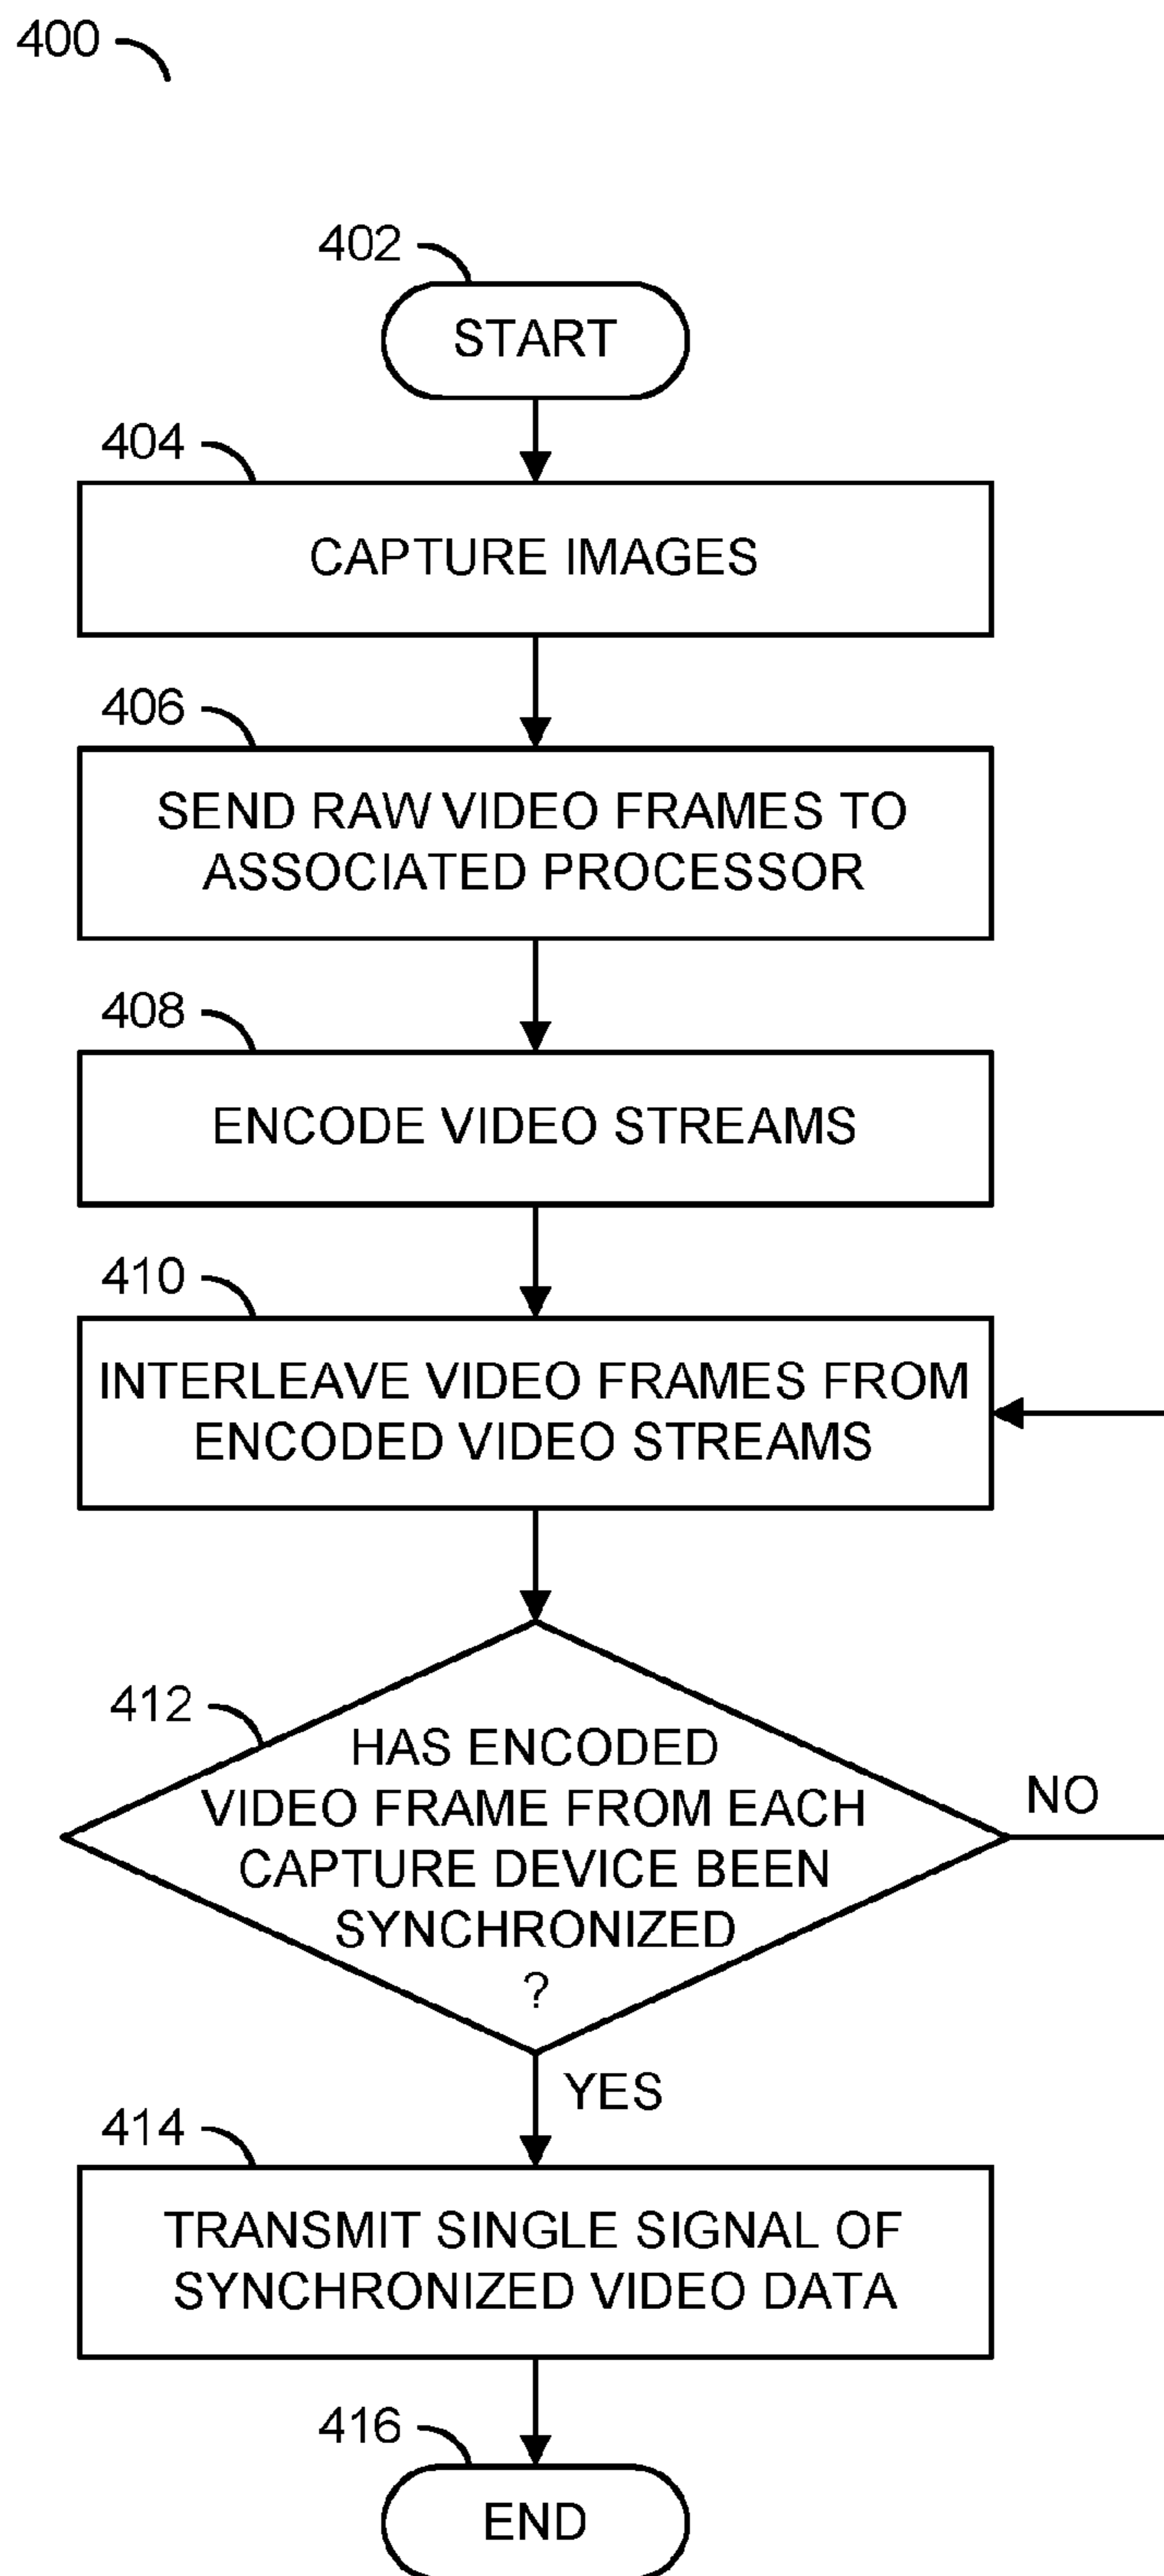 400
402
START
404
CAPTURE IMAGES
406
SEND RAW VIDEO FRAMES TO
ASSOCIATED PROCESSOR
408
ENCODE VIDEO STREAMS
410
INTERLEAVE VIDEO FRAMES FROM
ENCODED VIDEO STREAMS
412
HAS ENCODED
VIDEO FRAME FROM EACH
CAPTURE DEVICE BEEN
SYNCHRONIZED
?
NO
YES
414
TRANSMIT SINGLE SIGNAL OF
SYNCHRONIZED VIDEO DATA
416
END